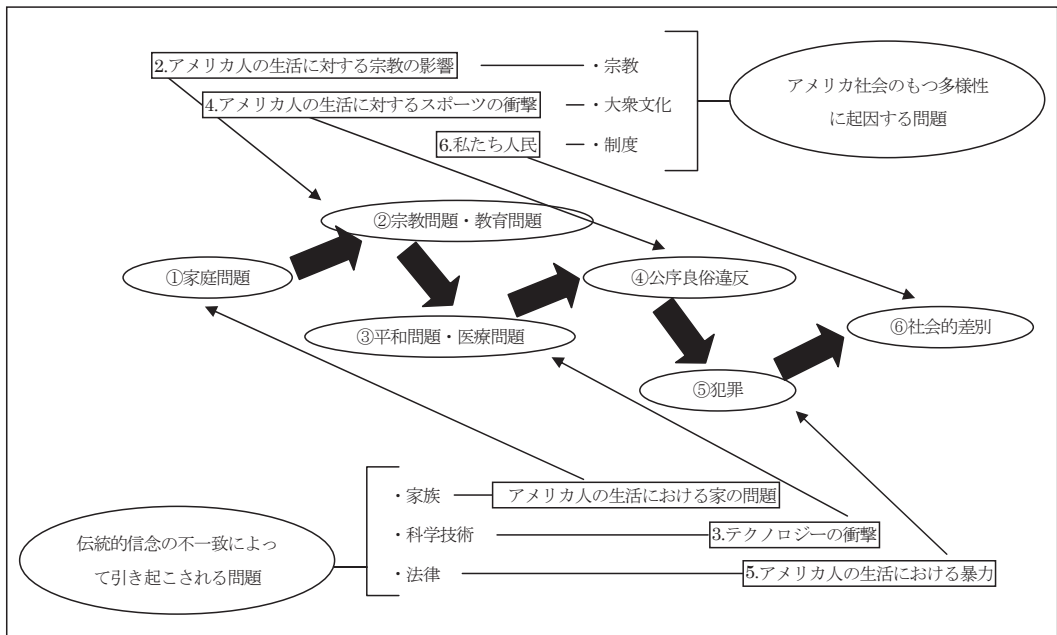 2.アメリカ人の生活に対する宗教の影響
・宗教
4.アメリカ人の生活に対するスポーツの衝撃
・大衆文化
6.私たち人民
・制度
アメリカ社会のもつ多様性
に起因する問題
②宗教問題・教育問題
①家庭問題
④公序良俗違反
③平和問題・医療問題
⑥社会的差別
⑤犯罪
・家族
アメリカ人の生活における家の問題
・科学技術
3.テクノロジーの衝撃
・法律
5.アメリカ人の生活における暴力
伝統的信念の不一致によっ
て引き起こされる問題